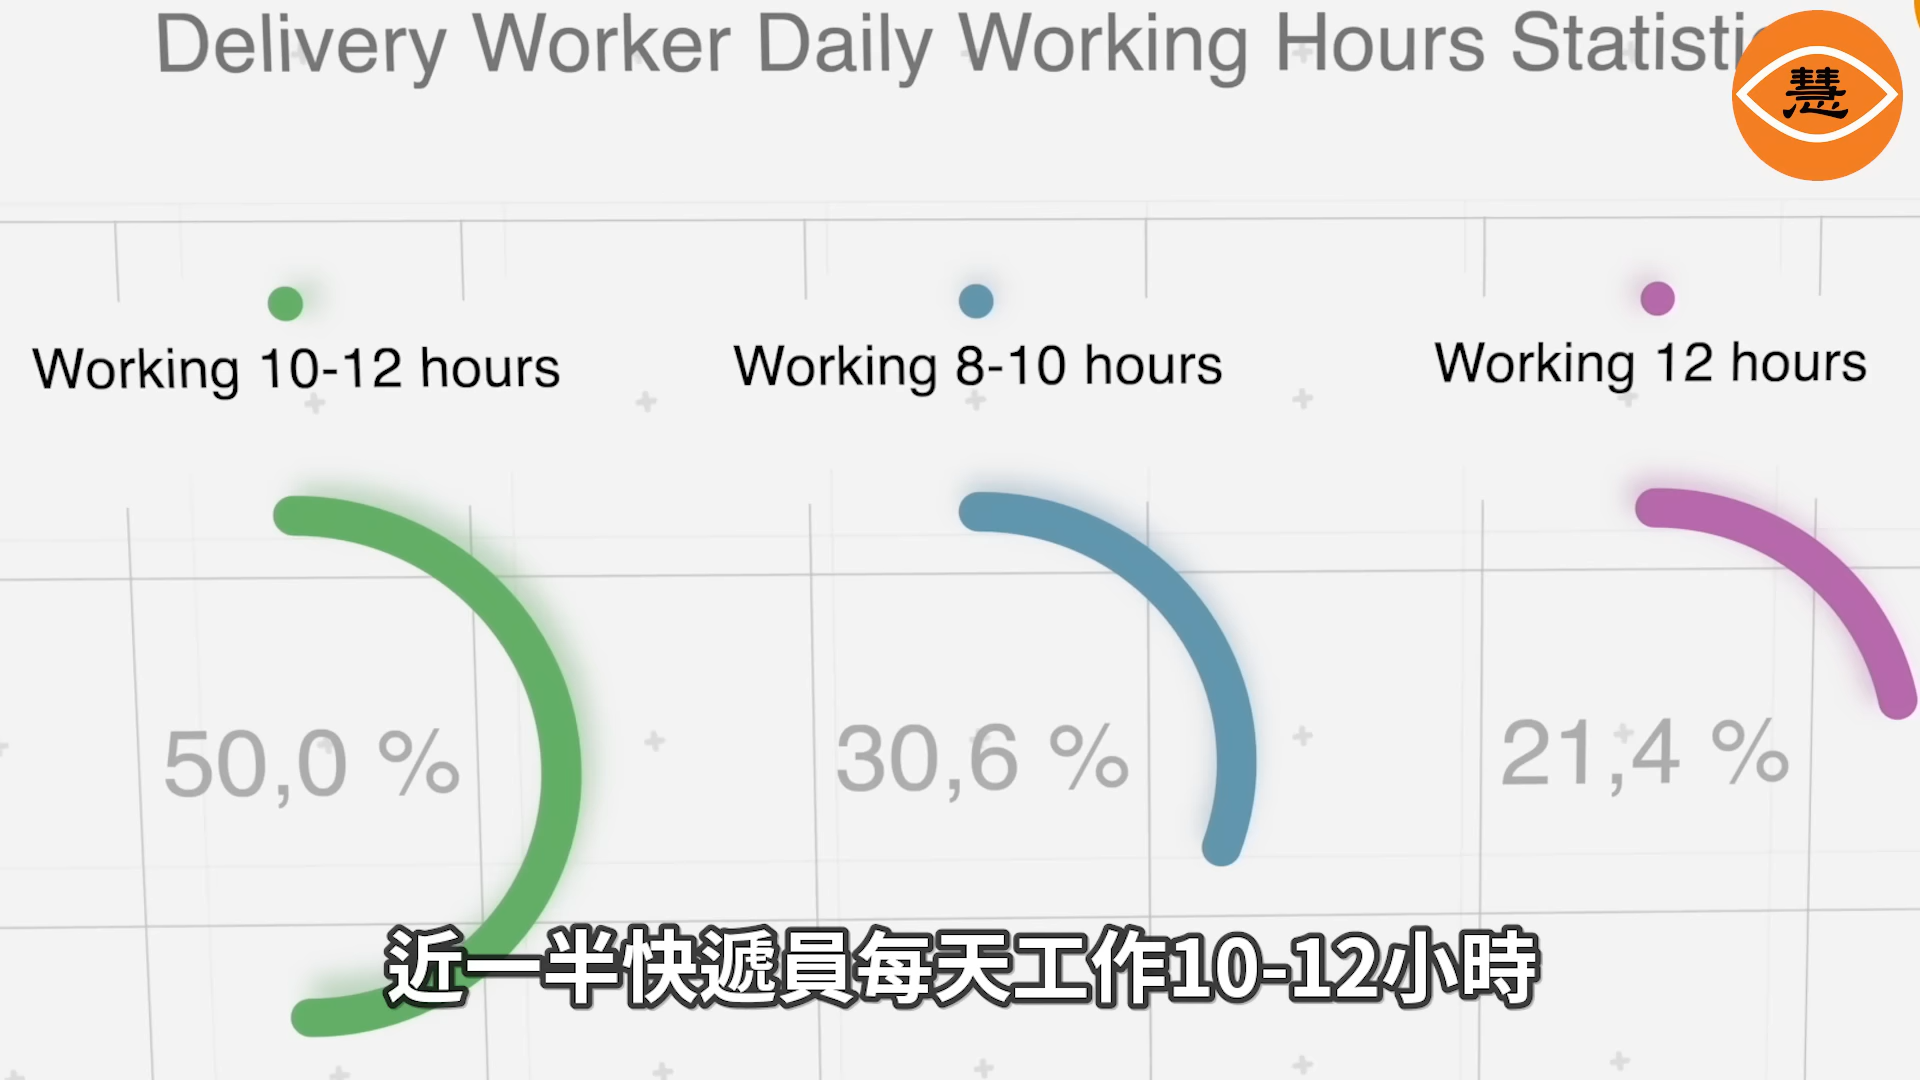 Delivery Worker Daily Working Hours Statisti
慧
Working 10-12 hours
Working 8-10 hours
Working 12 hours
50,0 %
30,6 %
21,4 %
近一半快遞員每天工作10-12小時